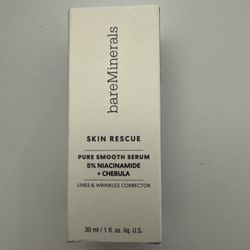 bareMinerals
SKIN RESCUE
PURE SMOOTH SERUM
5% NIACINAMIDE
+ CHEBULA
LINES & WRINKLES CORRECTOR
30 ml / 1 fl. oz. liq. U.S.